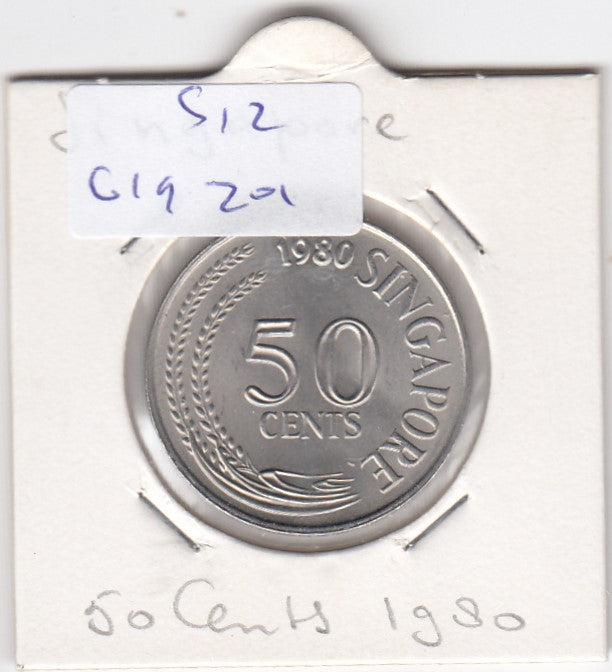 Singapore
S12
G19 201
1980 SINGAPORE
50
CENTS
50 Cents 1980